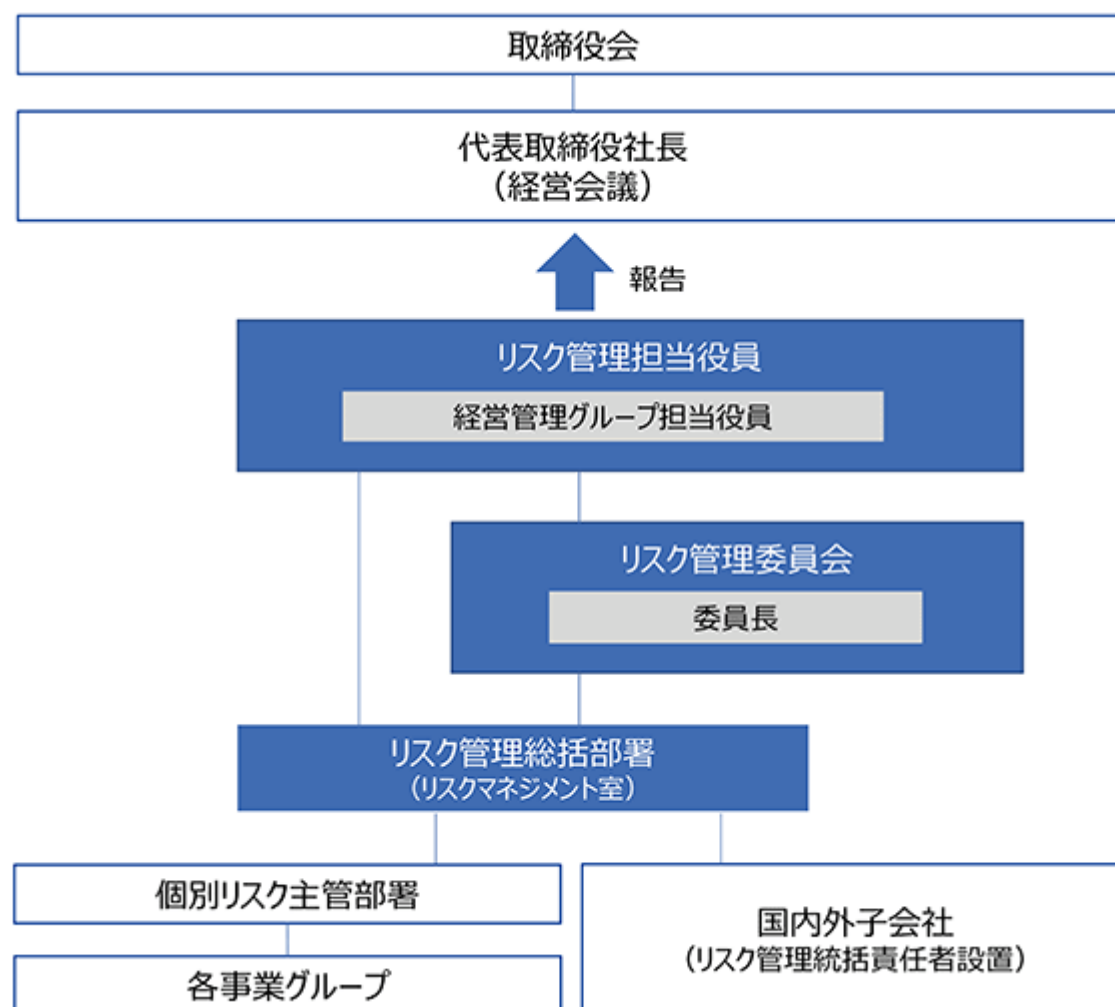 取締役会
代表取締役社長
（経営会議）
報告
リスク管理担当役員
経営管理グループ担当役員
リスク管理委員会
委員長
リスク管理総括部署
（リスクマネジメント室）
個別リスク主管部署
各事業グループ
国内外子会社
（リスク管理統括責任者設置）